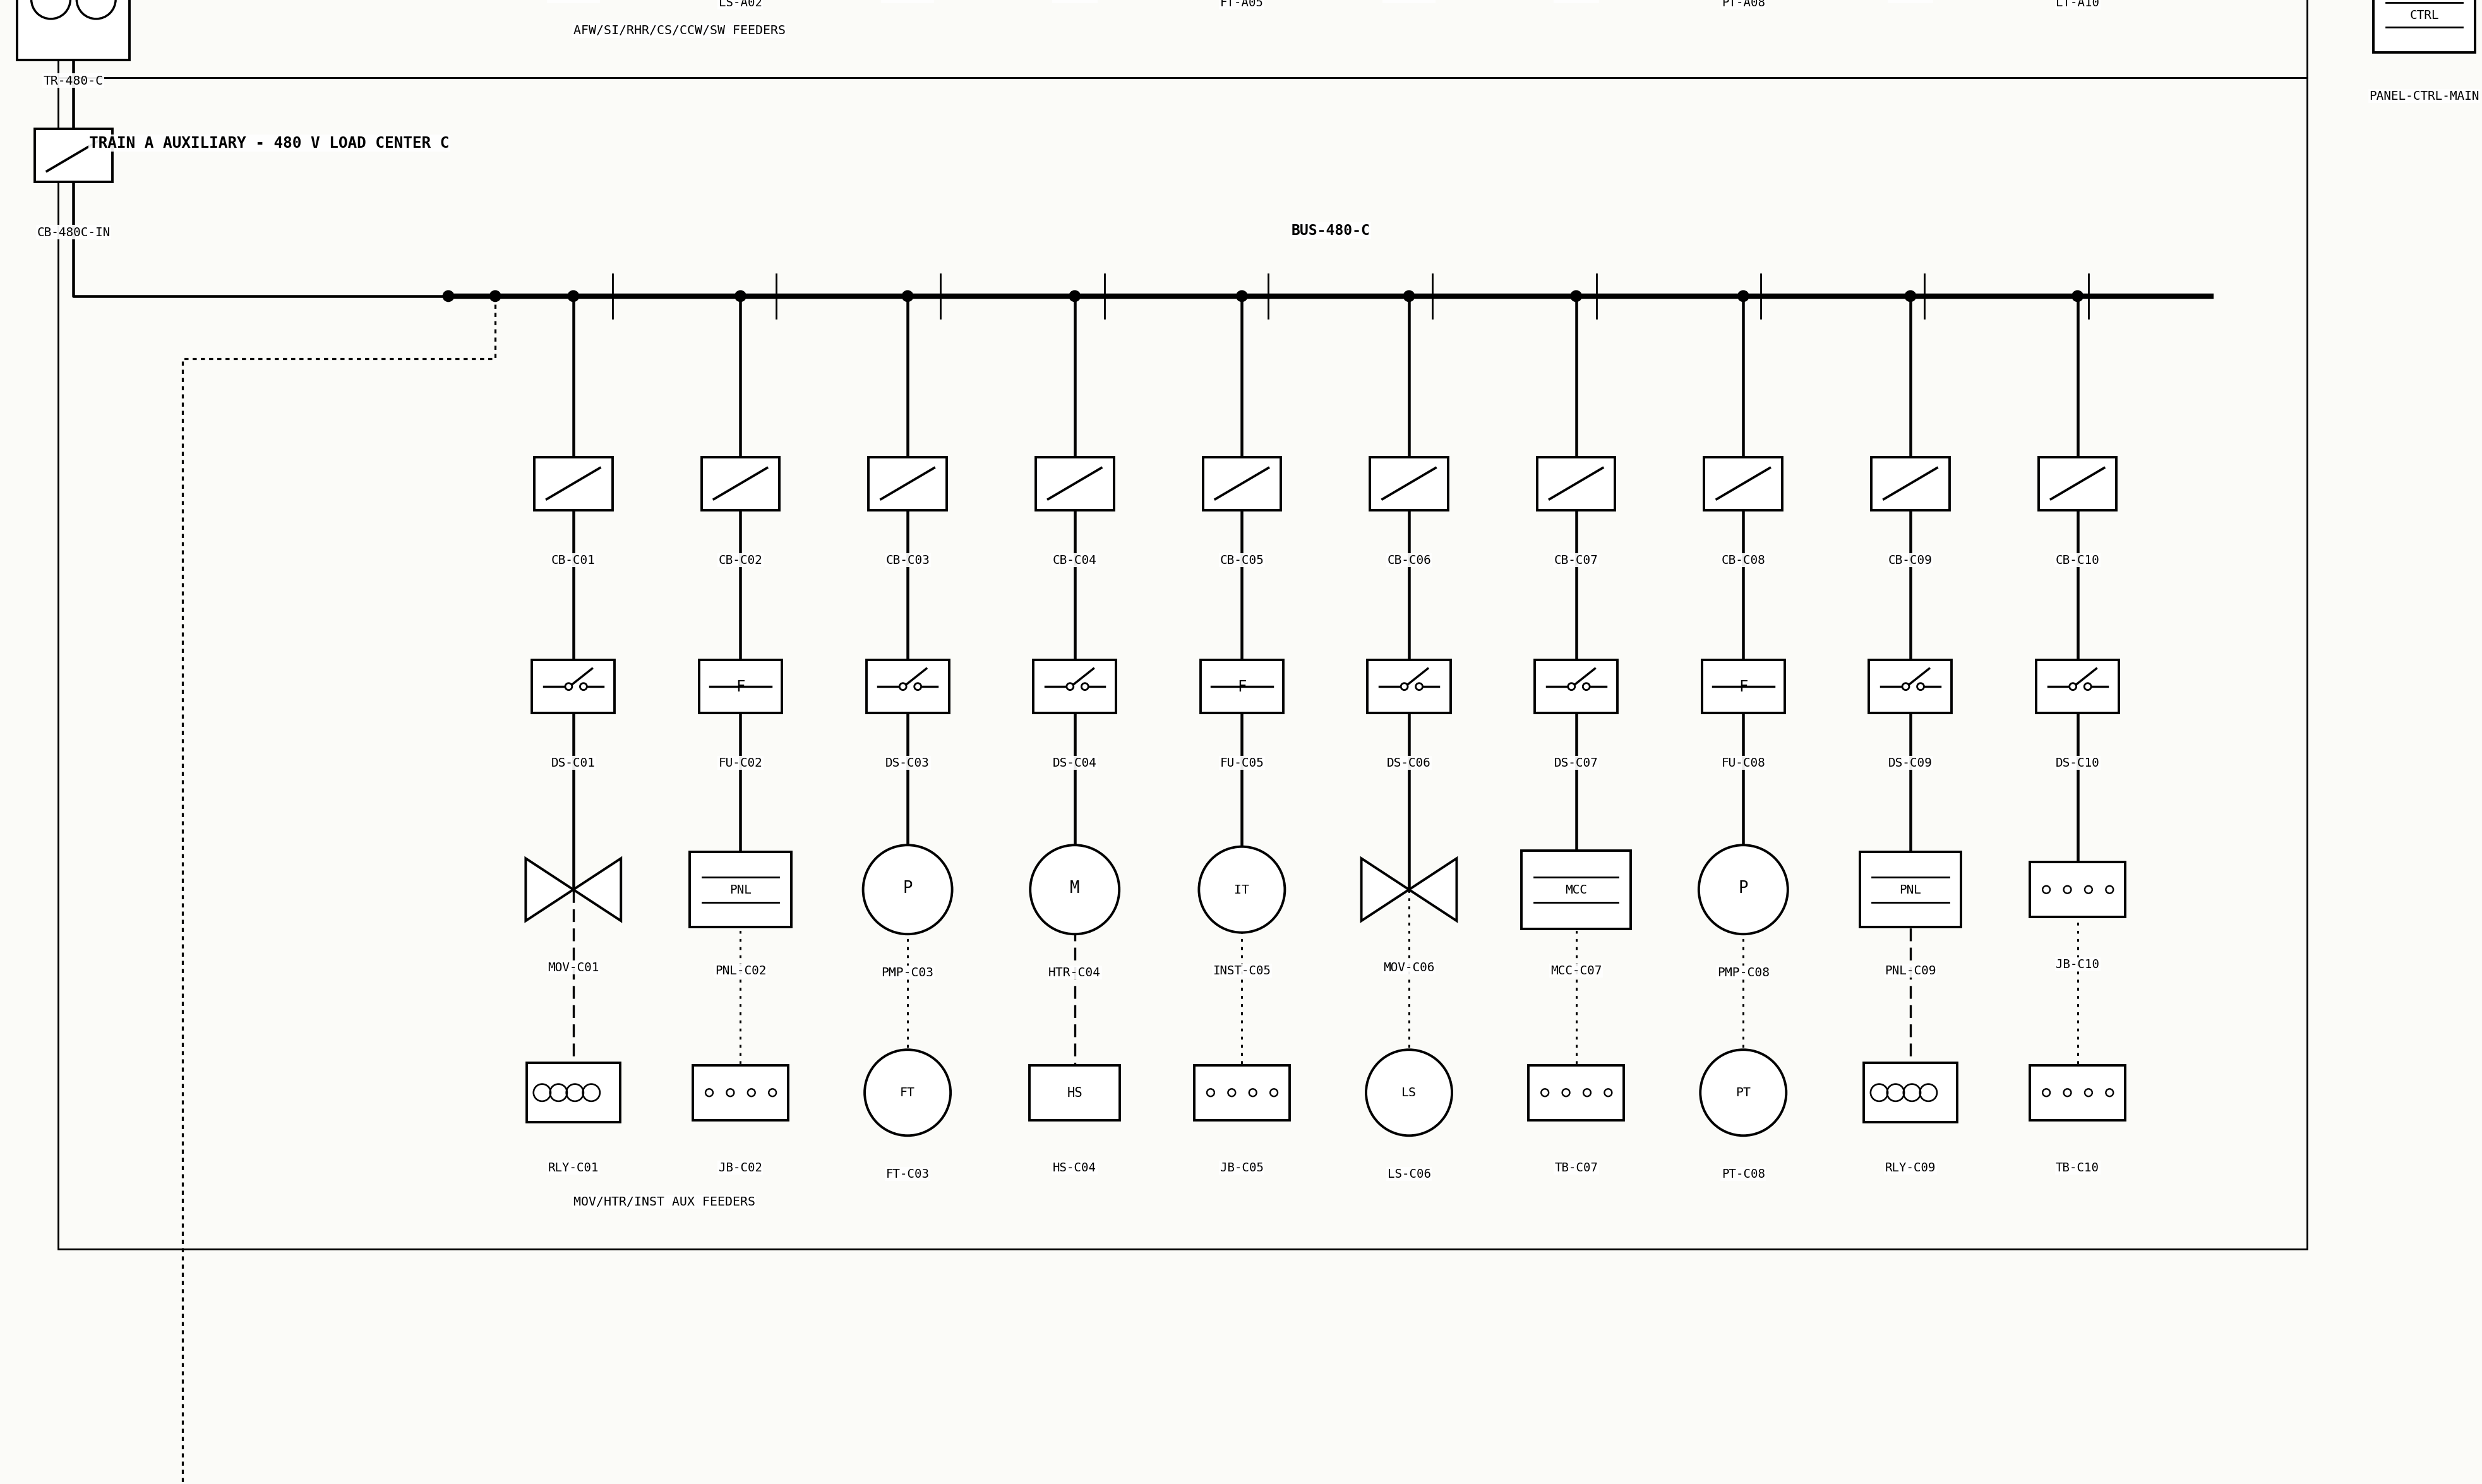 LS-A02 FT-A05 PT-A08 LT-A10
CTRL
AFW/SI/RHR/CS/CCW/SW FEEDERS
TR-480-C
PANEL-CTRL-MAIN
TRAIN A AUXILIARY - 480 V LOAD CENTER C
CB-480C-IN
BUS-480-C
CB-C01 CB-C02 CB-C03 CB-C04 CB-C05 CB-C06 CB-C07 CB-C08 CB-C09 CB-C10
F F F
DS-C01 FU-C02 DS-C03 DS-C04 FU-C05 DS-C06 DS-C07 FU-C08 DS-C09 DS-C10
PNL P M IT MCC P PNL
MOV-C01 PNL-C02 PMP-C03 HTR-C04 INST-C05 MOV-C06 MCC-C07 PMP-C08 PNL-C09 JB-C10
FT HS LS PT
RLY-C01 JB-C02 FT-C03 HS-C04 JB-C05 LS-C06 TB-C07 PT-C08 RLY-C09 TB-C10
MOV/HTR/INST AUX FEEDERS